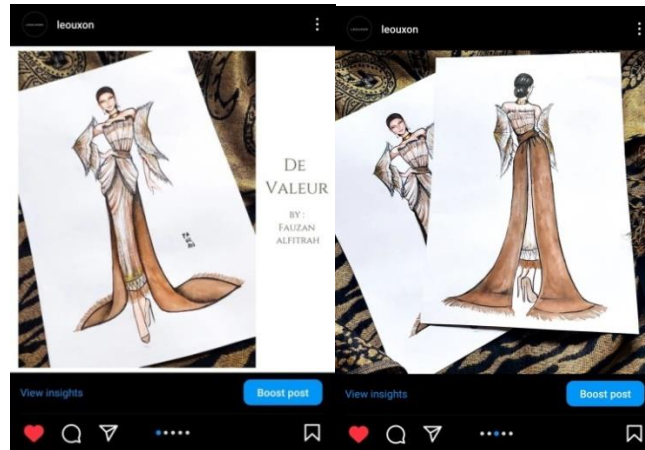 leouxon
DE
VALEUR
BY :
FAUZAN
ALFITRAH
View insights
Boost post
leouxon
View insights
Boost post